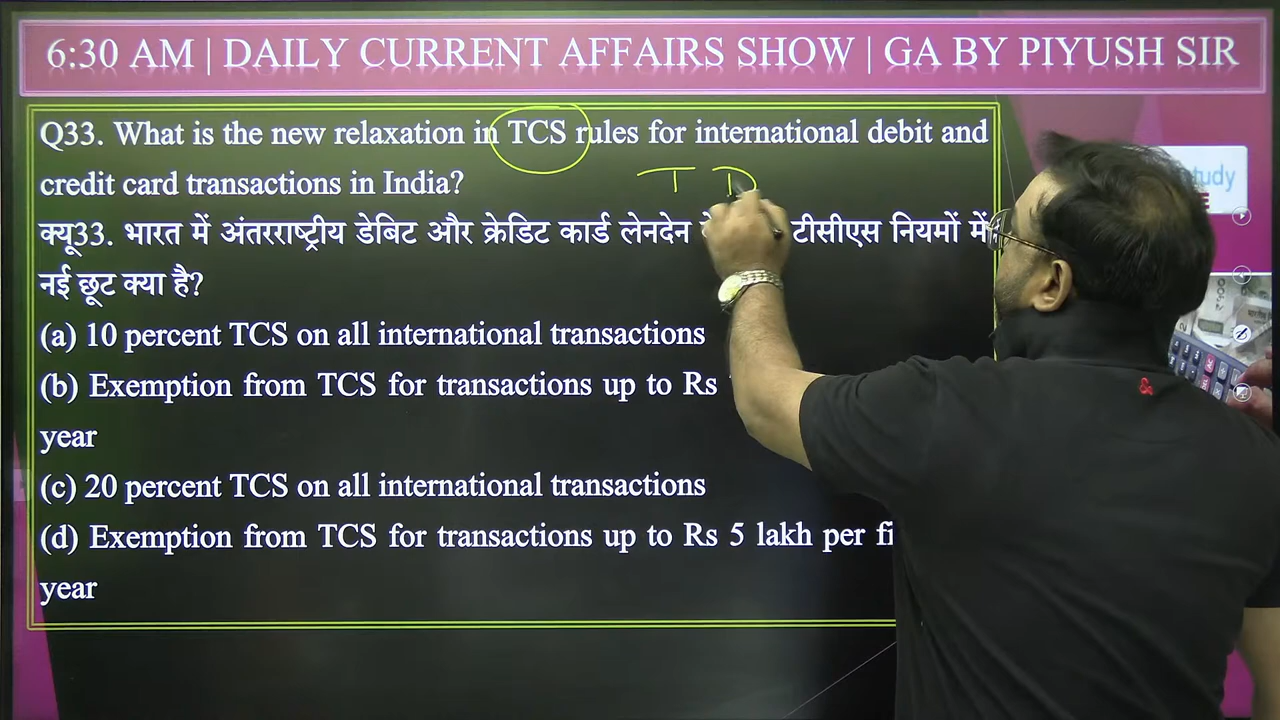 6:30 AM | DAILY CURRENT AFFAIRS SHOW | GA BY PIYUSH SIR
Q33. What is the new relaxation in TCS rules for international debit and
credit card transactions in India?
T D
क्यू33. भारत में अंतरराष्ट्रीय डेबिट और क्रेडिट कार्ड लेनदेन टीसीएस नियमों में
नई छूट क्या है?
(a) 10 percent TCS on all international transactions
(b) Exemption from TCS for transactions up to Rs
year
(c) 20 percent TCS on all international transactions
(d) Exemption from TCS for transactions up to Rs 5 lakh per
year